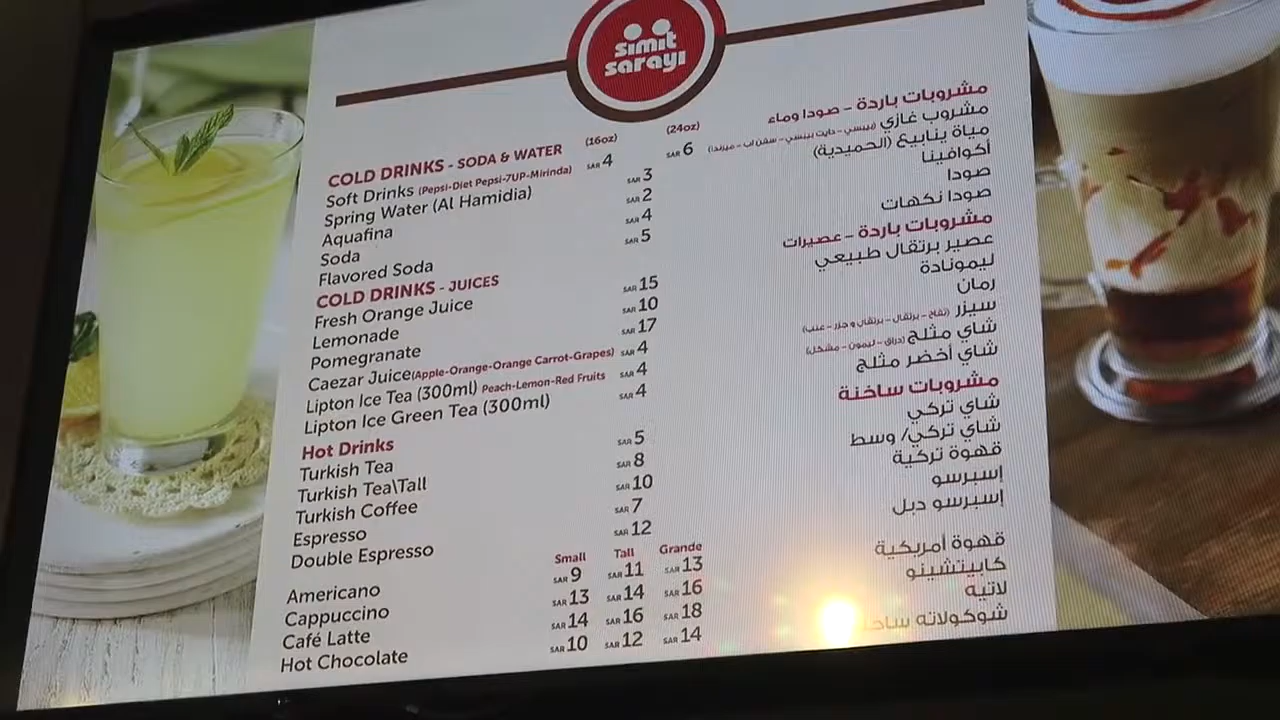 simit
sarayı
(16oz) (24oz)
COLD DRINKS - SODA & WATER مشروبات باردة - صودا وماء
Soft Drinks (Pepsi-Diet Pepsi-7UP-Mirinda) SAR 4 SAR 6 مشروب غازي (بيبسي - دايت بيبسي - سفن اب - ميرندا)
Spring Water (Al Hamidia) SAR 3 مياة ينابيع (الحميدية)
Aquafina SAR 2 أكوافينا
Soda SAR 4 صودا
Flavored Soda SAR 5 صودا نكهات
COLD DRINKS - JUICES مشروبات باردة - عصيرات
Fresh Orange Juice SAR 15 عصير برتقال طبيعي
Lemonade SAR 10 ليمونادة
Pomegranate SAR 17 رمان
Caezar Juice (Apple-Orange-Orange Carrot-Grapes) SAR 4 سيزر (تفاح - برتقال - برتقال و جزر - عنب)
Lipton Ice Tea (300ml) Peach-Lemon-Red Fruits SAR 4 شاي مثلج (دراق - ليمون - مشكل)
Lipton Ice Green Tea (300ml) SAR 4 شاي أخضر مثلج
Hot Drinks مشروبات ساخنة
Turkish Tea SAR 5 شاي تركي
Turkish Tea\Tall SAR 8 شاي تركي/ وسط
Turkish Coffee SAR 10 قهوة تركية
Espresso SAR 7 إسبرسو
Double Espresso SAR 12 إسبرسو دبل
Small Tall Grande
Americano SAR 9 SAR 11 SAR 13 قهوة أمريكية
Cappuccino SAR 13 SAR 14 SAR 16 كابيتشينو
Café Latte SAR 14 SAR 16 SAR 18 لاتيه
Hot Chocolate SAR 10 SAR 12 SAR 14 شوكولاته